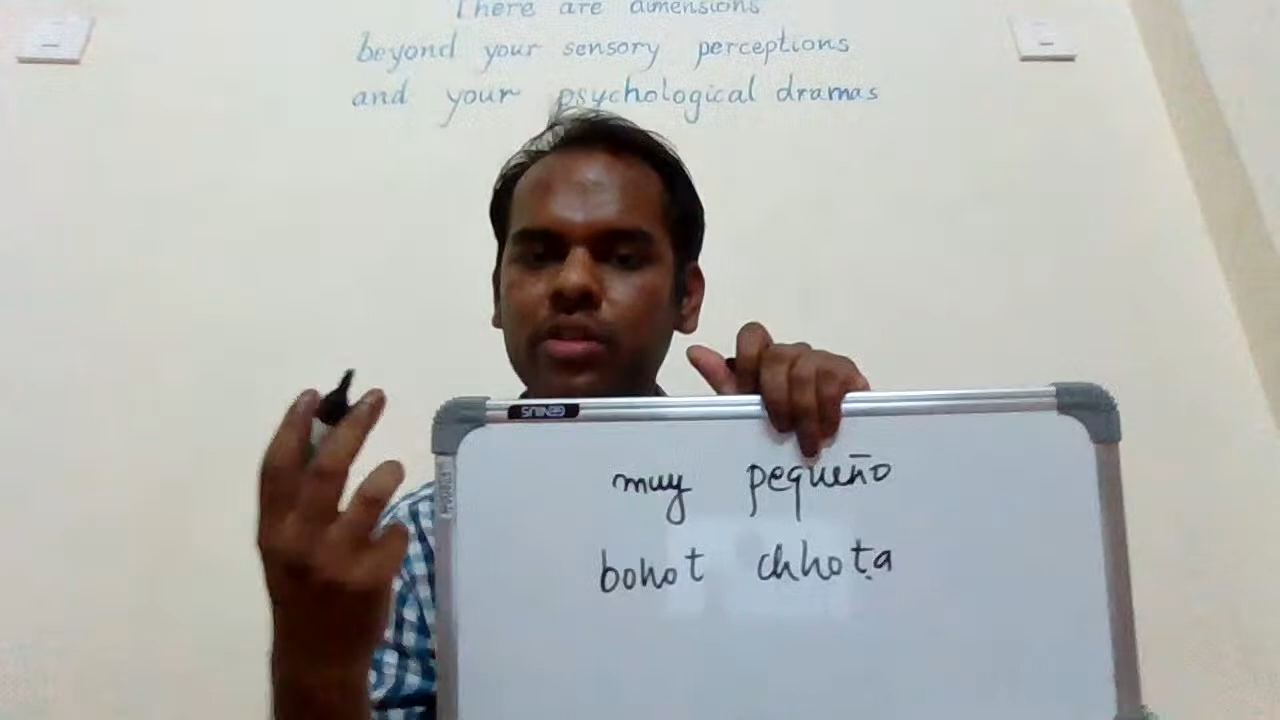 There are dimensions
beyond your sensory perceptions
and your psychological dramas
GENIUS
muy pequeño
bohot chhoṭa